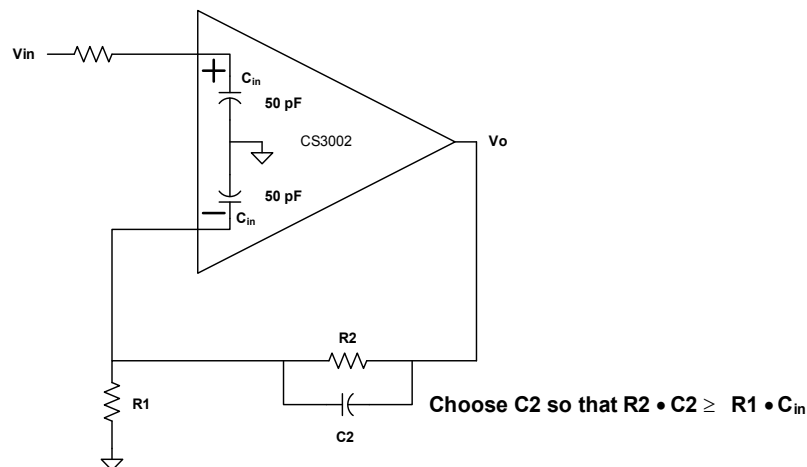 Vin
+
Cin
50 pF
CS3002
Vo
50 pF
−
Cin
R2
R1
C2
Choose C2 so that R2 • C2 ≥ R1 • Cin